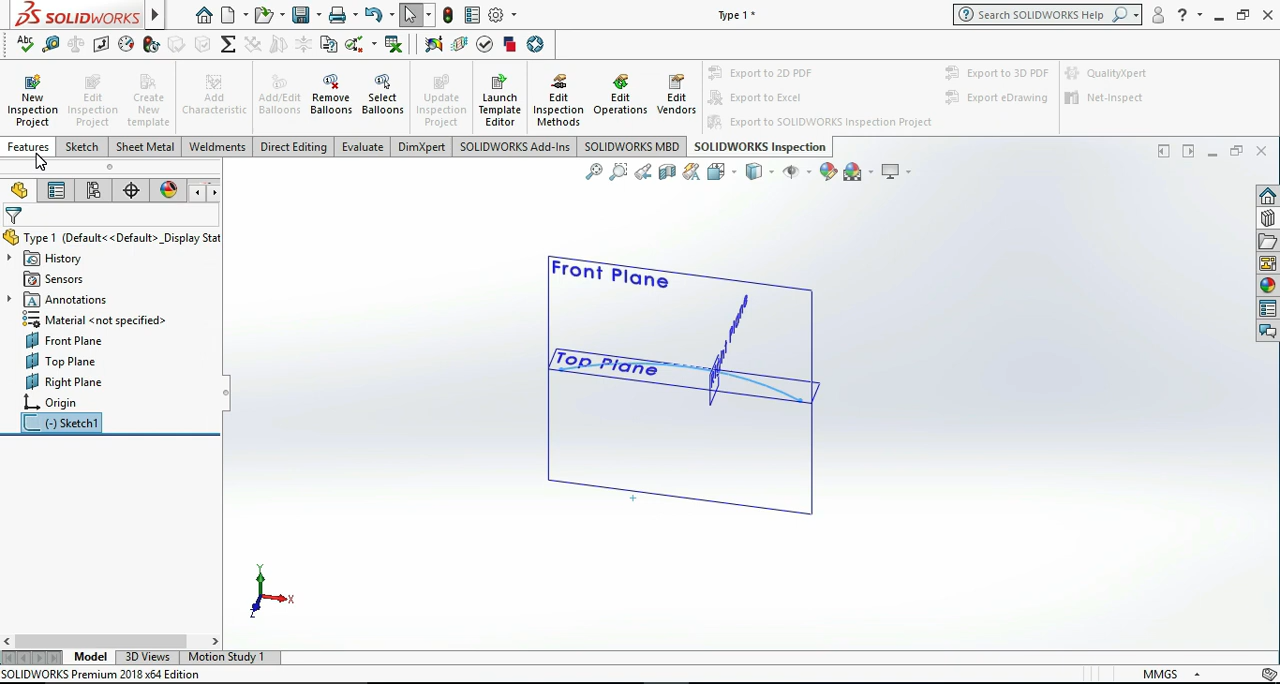 SOLIDWORKS
Type 1 *
Search SOLIDWORKS Help
?
New Inspection Project
Edit Inspection Project
Create New template
Add Characteristic
Add/Edit Balloons
Remove Balloons
Select Balloons
Update Inspection Project
Launch Template Editor
Edit Inspection Methods
Edit Operations
Edit Vendors
Export to 2D PDF
Export to Excel
Export to SOLIDWORKS Inspection Project
Export to 3D PDF
Export eDrawing
QualityXpert
Net-Inspect
Features
Sketch
Sheet Metal
Weldments
Direct Editing
Evaluate
DimXpert
SOLIDWORKS Add-Ins
SOLIDWORKS MBD
SOLIDWORKS Inspection
Type 1 (Default<<Default>_Display Stat
History
Sensors
Annotations
Material <not specified>
Front Plane
Top Plane
Right Plane
Origin
(-) Sketch1
Front Plane
Top Plane
Y
X
Z
Model
3D Views
Motion Study 1
SOLIDWORKS Premium 2018 x64 Edition
MMGS